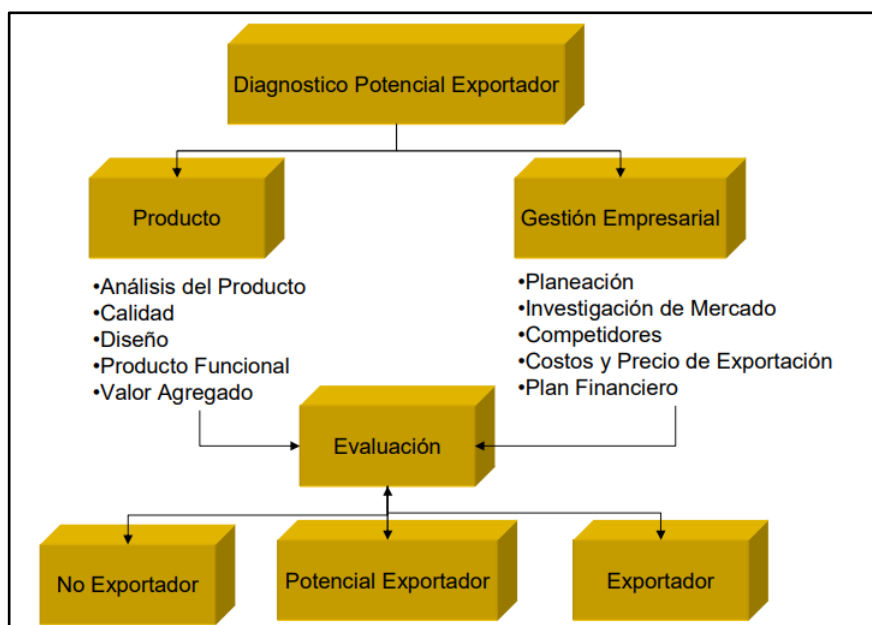 Diagnostico Potencial Exportador
Producto
Gestión Empresarial
•Análisis del Producto
•Calidad
•Diseño
•Producto Funcional
•Valor Agregado
•Planeación
•Investigación de Mercado
•Competidores
•Costos y Precio de Exportación
•Plan Financiero
Evaluación
No Exportador
Potencial Exportador
Exportador